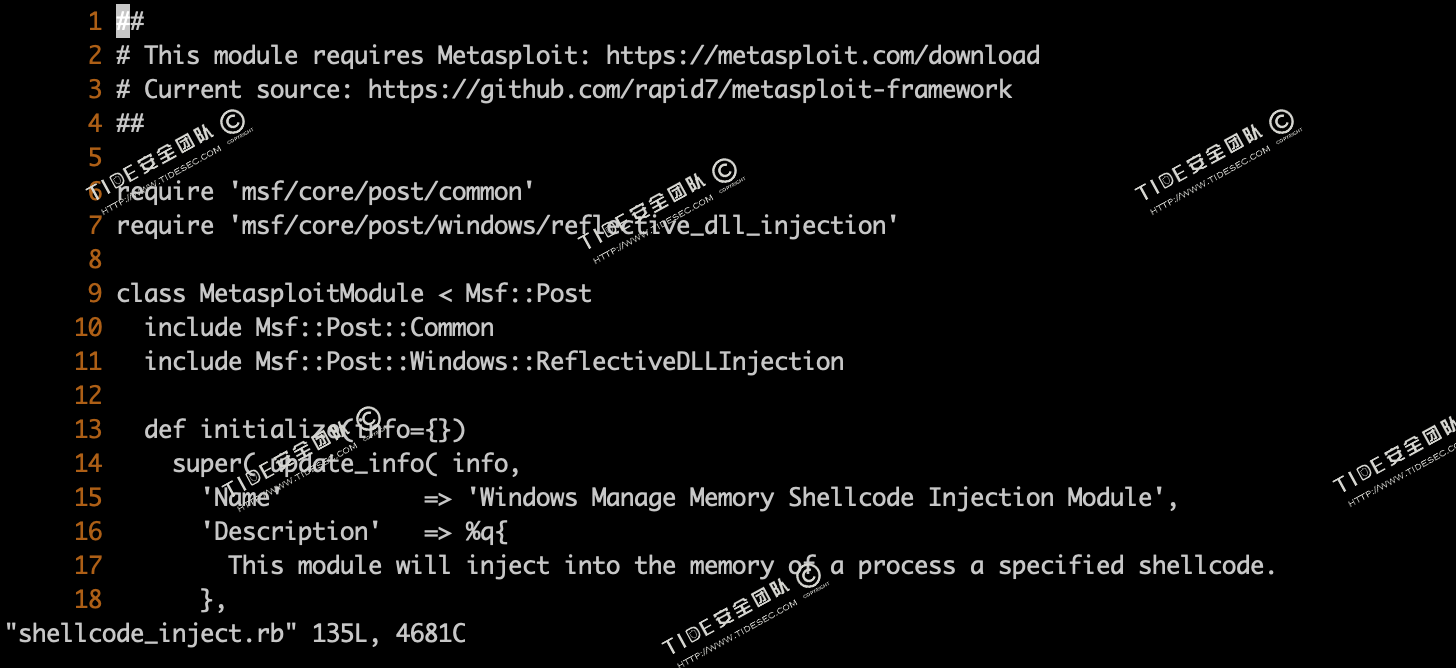 1 ##
2 # This module requires Metasploit: https://metasploit.com/download
3 # Current source: https://github.com/rapid7/metasploit-framework
4 ##
5
6 require 'msf/core/post/common'
7 require 'msf/core/post/windows/reflective_dll_injection'
8
9 class MetasploitModule < Msf::Post
10   include Msf::Post::Common
11   include Msf::Post::Windows::ReflectiveDLLInjection
12
13   def initialize(info={})
14     super( update_info( info,
15       'Name'          => 'Windows Manage Memory Shellcode Injection Module',
16       'Description'   => %q{
17         This module will inject into the memory of a process a specified shellcode.
18       },
"shellcode_inject.rb" 135L, 4681C
TIDE安全团队 © COPYRIGHT
HTTP://WWW.TIDESEC.COM
TIDE安全团队 © COPYRIGHT
HTTP://WWW.TIDESEC.COM
TIDE安全团队 © COPYRIGHT
HTTP://WWW.TIDESEC.COM
TIDE安全团队 ©
TIDE安全团队
HTTP://WWW.TIDESEC.CO
TIDE安全团队 © COPYRIGHT
HTTP://WWW.TIDESEC.COM